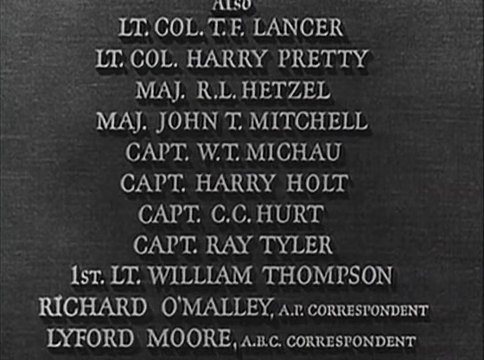 Also
LT. COL. T. F. LANCER
LT. COL. HARRY PRETTY
MAJ. R. L. HETZEL
MAJ. JOHN T. MITCHELL
CAPT. W. T. MICHAU
CAPT. HARRY HOLT
CAPT. C. C. HURT
CAPT. RAY TYLER
1ST. LT. WILLIAM THOMPSON
RICHARD O'MALLEY, A.P. CORRESPONDENT
LYFORD MOORE, A.B.C. CORRESPONDENT